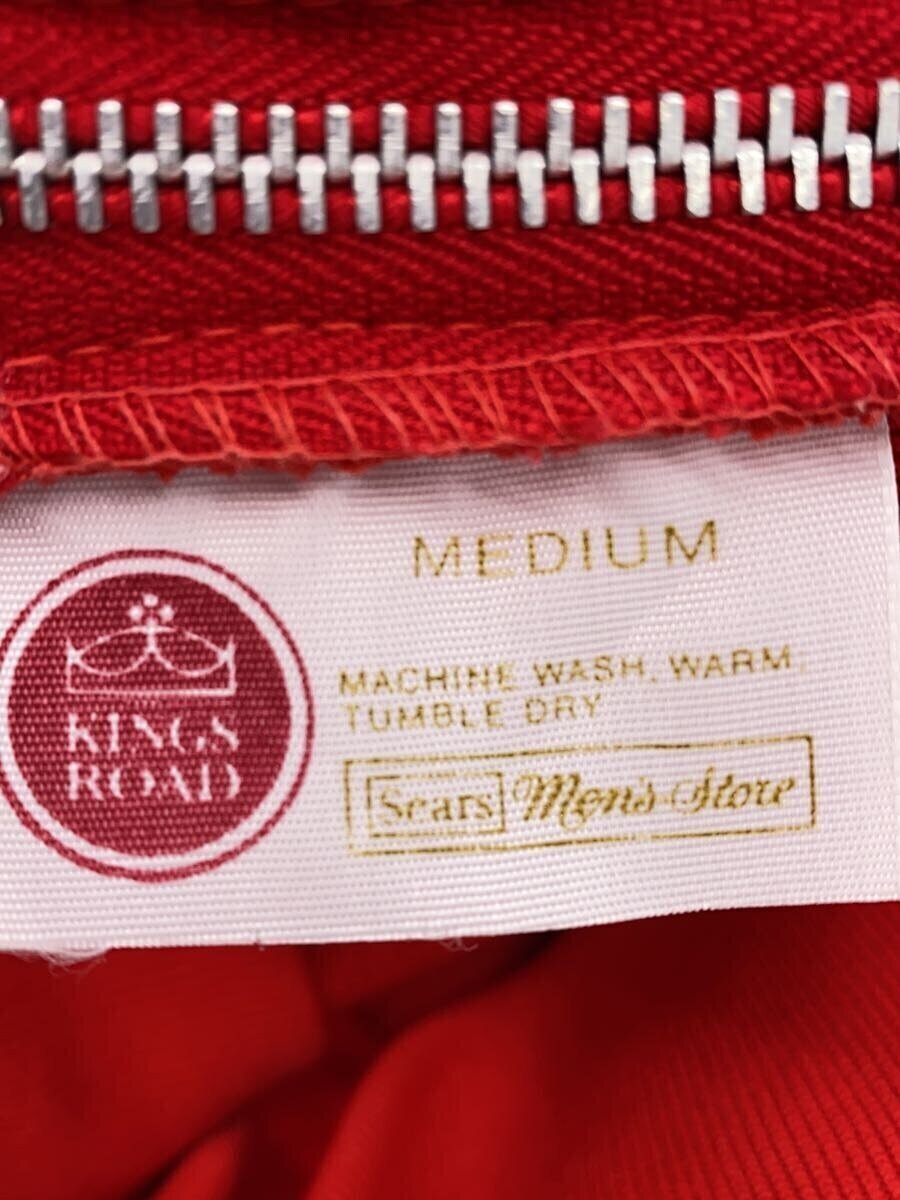 MEDIUM
KINGS
ROAD
MACHINE WASH, WARM,
TUMBLE DRY
Sears Men's Store